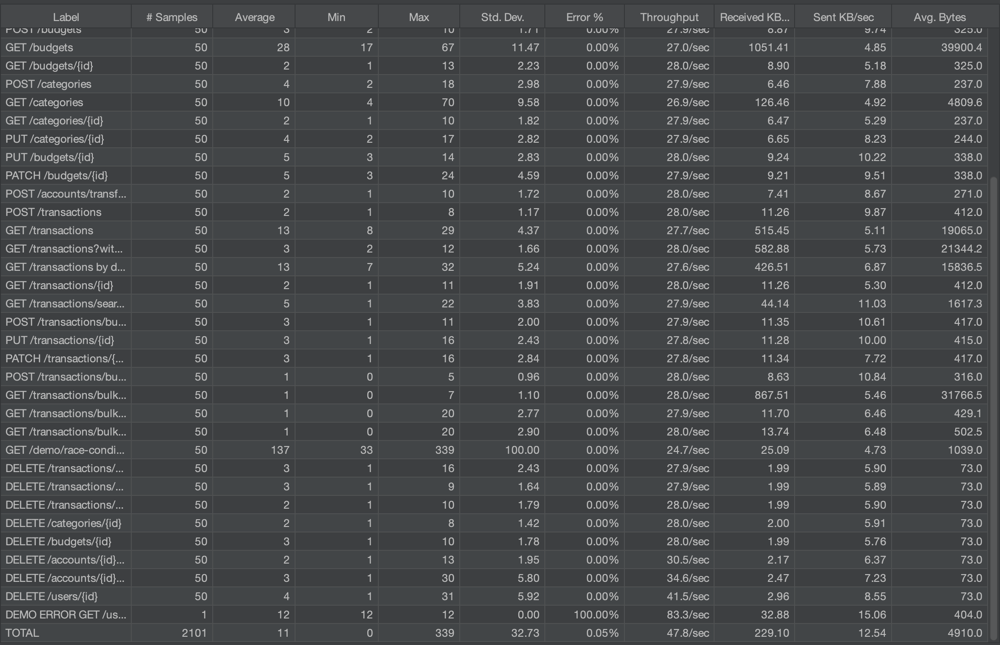 Label # Samples Average Min Max Std. Dev. Error % Throughput Received KB... Sent KB/sec Avg. Bytes
POST /budgets 50 3 2 10 1.71 0.00% 27.9/sec 8.87 9.74 325.0
GET /budgets 50 28 17 67 11.47 0.00% 27.0/sec 1051.41 4.85 39900.4
GET /budgets/{id} 50 2 1 13 2.23 0.00% 28.0/sec 8.90 5.18 325.0
POST /categories 50 4 2 18 2.98 0.00% 27.9/sec 6.46 7.88 237.0
GET /categories 50 10 4 70 9.58 0.00% 26.9/sec 126.46 4.92 4809.6
GET /categories/{id} 50 2 1 10 1.82 0.00% 27.9/sec 6.47 5.29 237.0
PUT /categories/{id} 50 4 2 17 2.82 0.00% 27.9/sec 6.65 8.23 244.0
PUT /budgets/{id} 50 5 3 14 2.83 0.00% 28.0/sec 9.24 10.22 338.0
PATCH /budgets/{id} 50 5 3 24 4.59 0.00% 27.9/sec 9.21 9.51 338.0
POST /accounts/transf... 50 2 1 10 1.72 0.00% 28.0/sec 7.41 8.67 271.0
POST /transactions 50 2 1 8 1.17 0.00% 28.0/sec 11.26 9.87 412.0
GET /transactions 50 13 8 29 4.37 0.00% 27.7/sec 515.45 5.11 19065.0
GET /transactions?wit... 50 3 2 12 1.66 0.00% 28.0/sec 582.88 5.73 21344.2
GET /transactions by d... 50 13 7 32 5.24 0.00% 27.6/sec 426.51 6.87 15836.5
GET /transactions/{id} 50 2 1 11 1.91 0.00% 28.0/sec 11.26 5.30 412.0
GET /transactions/sear... 50 5 1 22 3.83 0.00% 27.9/sec 44.14 11.03 1617.3
POST /transactions/bu... 50 3 1 11 2.00 0.00% 27.9/sec 11.35 10.61 417.0
PUT /transactions/{id} 50 3 1 16 2.43 0.00% 27.8/sec 11.28 10.00 415.0
PATCH /transactions/{... 50 3 1 16 2.84 0.00% 27.8/sec 11.34 7.72 417.0
POST /transactions/bu... 50 1 0 5 0.96 0.00% 28.0/sec 8.63 10.84 316.0
GET /transactions/bulk... 50 1 0 7 1.10 0.00% 28.0/sec 867.51 5.46 31766.5
GET /transactions/bulk... 50 1 0 20 2.77 0.00% 27.9/sec 11.70 6.46 429.1
GET /transactions/bulk... 50 1 0 20 2.90 0.00% 28.0/sec 13.74 6.48 502.5
GET /demo/race-condi... 50 137 33 339 100.00 0.00% 24.7/sec 25.09 4.73 1039.0
DELETE /transactions/... 50 3 1 16 2.43 0.00% 27.9/sec 1.99 5.90 73.0
DELETE /transactions/... 50 3 1 9 1.64 0.00% 27.9/sec 1.99 5.89 73.0
DELETE /transactions/... 50 2 1 10 1.79 0.00% 28.0/sec 1.99 5.90 73.0
DELETE /categories/{id} 50 2 1 8 1.42 0.00% 28.0/sec 2.00 5.91 73.0
DELETE /budgets/{id} 50 3 1 10 1.78 0.00% 28.0/sec 1.99 5.76 73.0
DELETE /accounts/{id}... 50 2 1 13 1.95 0.00% 30.5/sec 2.17 6.37 73.0
DELETE /accounts/{id}... 50 3 1 30 5.80 0.00% 34.6/sec 2.47 7.23 73.0
DELETE /users/{id} 50 4 1 31 5.92 0.00% 41.5/sec 2.96 8.55 73.0
DEMO ERROR GET /us... 1 12 12 12 0.00 100.00% 83.3/sec 32.88 15.06 404.0
TOTAL 2101 11 0 339 32.73 0.05% 47.8/sec 229.10 12.54 4910.0